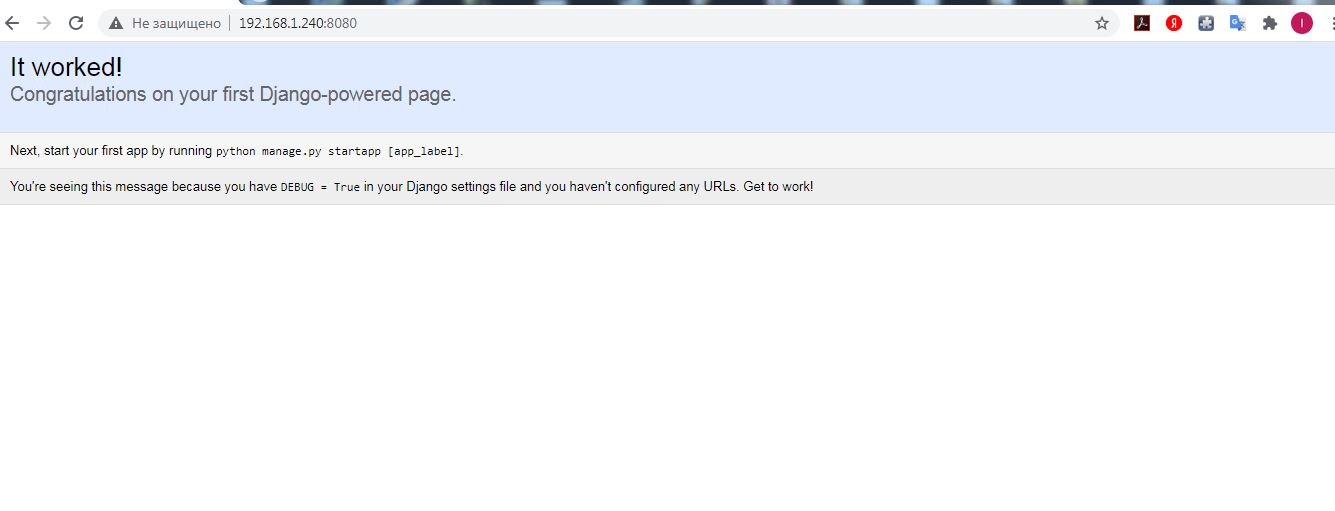 Не защищено 192.168.1.240:8080
It worked!
Congratulations on your first Django-powered page.
Next, start your first app by running python manage.py startapp [app_label].
You're seeing this message because you have DEBUG = True in your Django settings file and you haven't configured any URLs. Get to work!